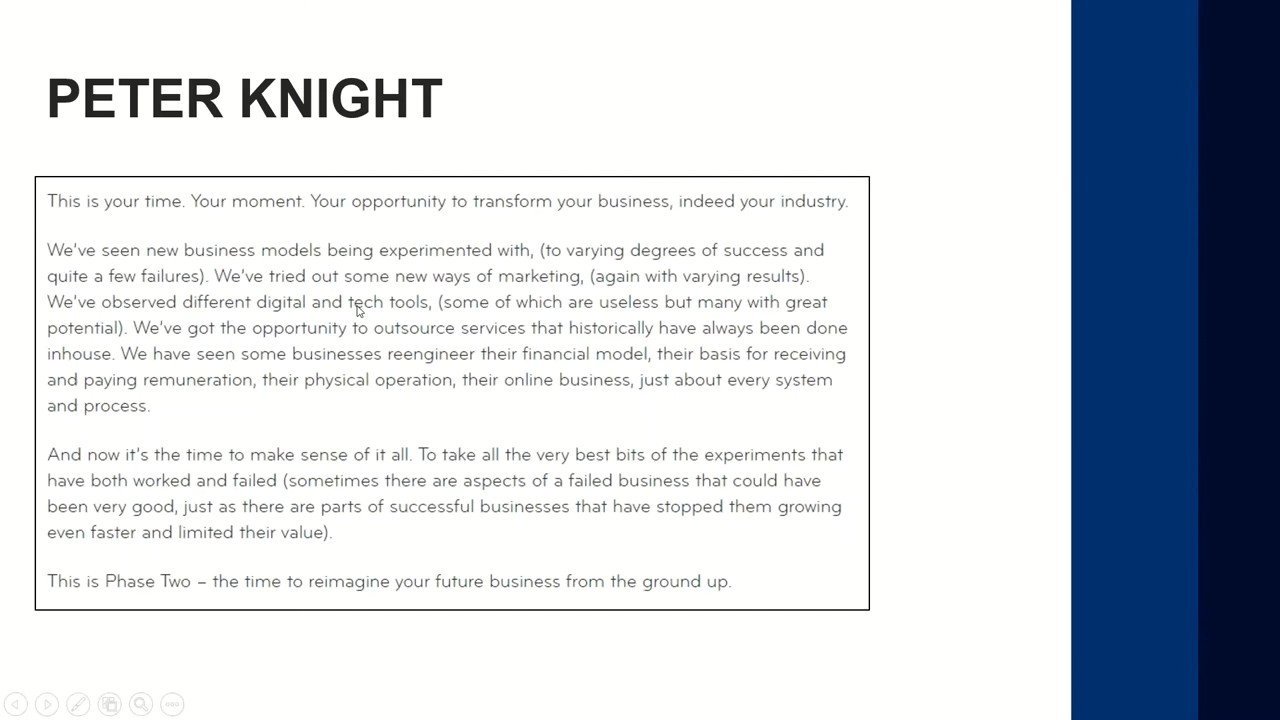 PETER KNIGHT
This is your time. Your moment. Your opportunity to transform your business, indeed your industry.
We've seen new business models being experimented with, (to varying degrees of success and
quite a few failures). We've tried out some new ways of marketing, (again with varying results).
We've observed different digital and tech tools, (some of which are useless but many with great
potential). We've got the opportunity to outsource services that historically have always been done
inhouse. We have seen some businesses reengineer their financial model, their basis for receiving
and paying remuneration, their physical operation, their online business, just about every system
and process.
And now it's the time to make sense of it all. To take all the very best bits of the experiments that
have both worked and failed (sometimes there are aspects of a failed business that could have
been very good, just as there are parts of successful businesses that have stopped them growing
even faster and limited their value).
This is Phase Two – the time to reimagine your future business from the ground up.